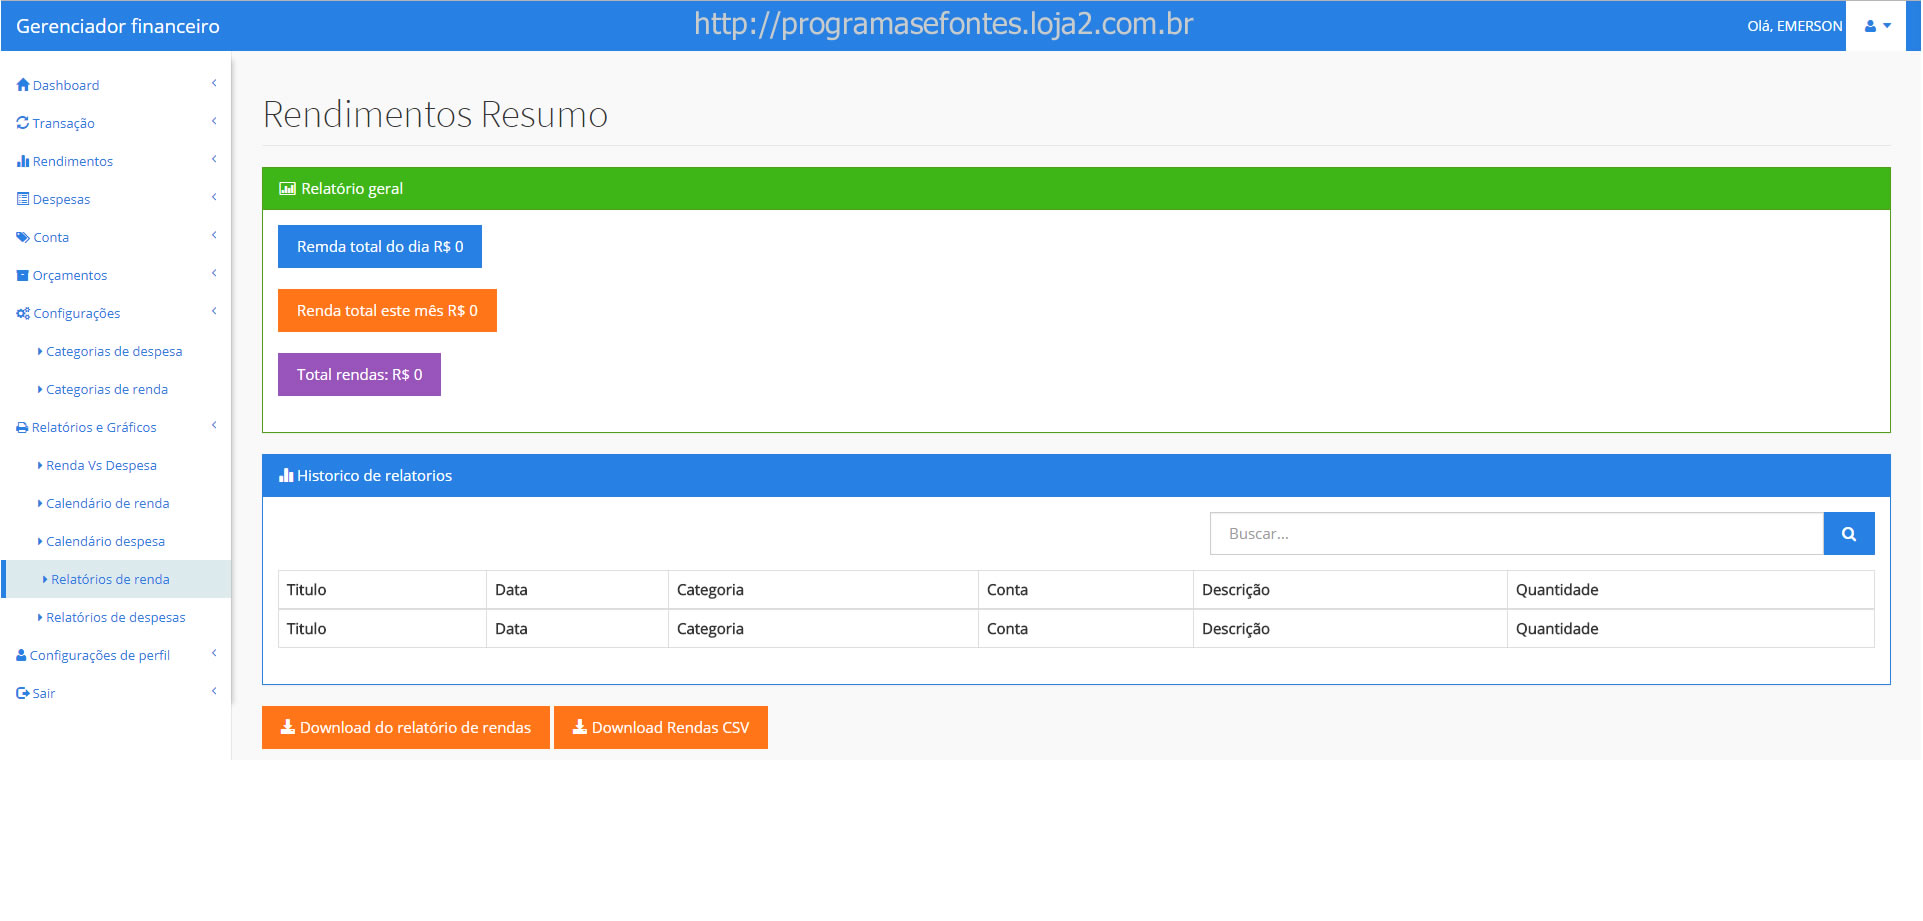 Gerenciador financeiro
http://programasefontes.loja2.com.br
Olá, EMERSON
Dashboard
Transação
Rendimentos
Despesas
Conta
Orçamentos
Configurações
Categorias de despesa
Categorias de renda
Relatórios e Gráficos
Renda Vs Despesa
Calendário de renda
Calendário despesa
Relatórios de renda
Relatórios de despesas
Configurações de perfil
Sair
Rendimentos Resumo
Relatório geral
Remda total do dia R$ 0
Renda total este mês R$ 0
Total rendas: R$ 0
Historico de relatorios
Buscar...
Titulo Data Categoria Conta Descrição Quantidade
Titulo Data Categoria Conta Descrição Quantidade
Download do relatório de rendas Download Rendas CSV